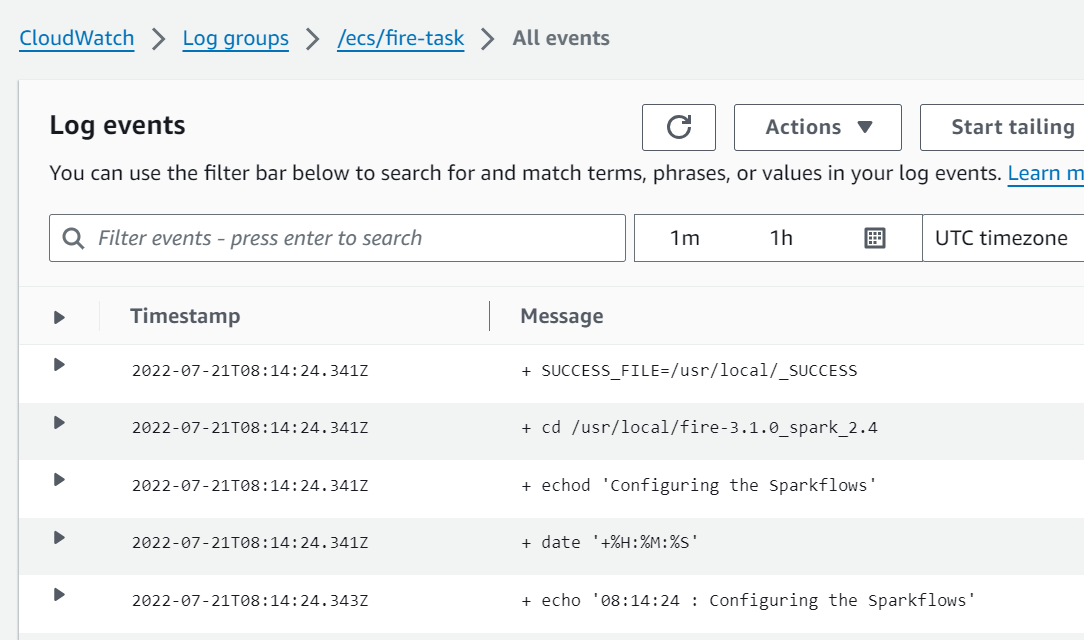 CloudWatch > Log groups > /ecs/fire-task > All events
Log events
Actions
Start tailing
You can use the filter bar below to search for and match terms, phrases, or values in your log events. Learn m
Filter events - press enter to search
1m 1h
UTC timezone
Timestamp Message
2022-07-21T08:14:24.341Z + SUCCESS_FILE=/usr/local/_SUCCESS
2022-07-21T08:14:24.341Z + cd /usr/local/fire-3.1.0_spark_2.4
2022-07-21T08:14:24.341Z + echod 'Configuring the Sparkflows'
2022-07-21T08:14:24.341Z + date '+%H:%M:%S'
2022-07-21T08:14:24.343Z + echo '08:14:24 : Configuring the Sparkflows'